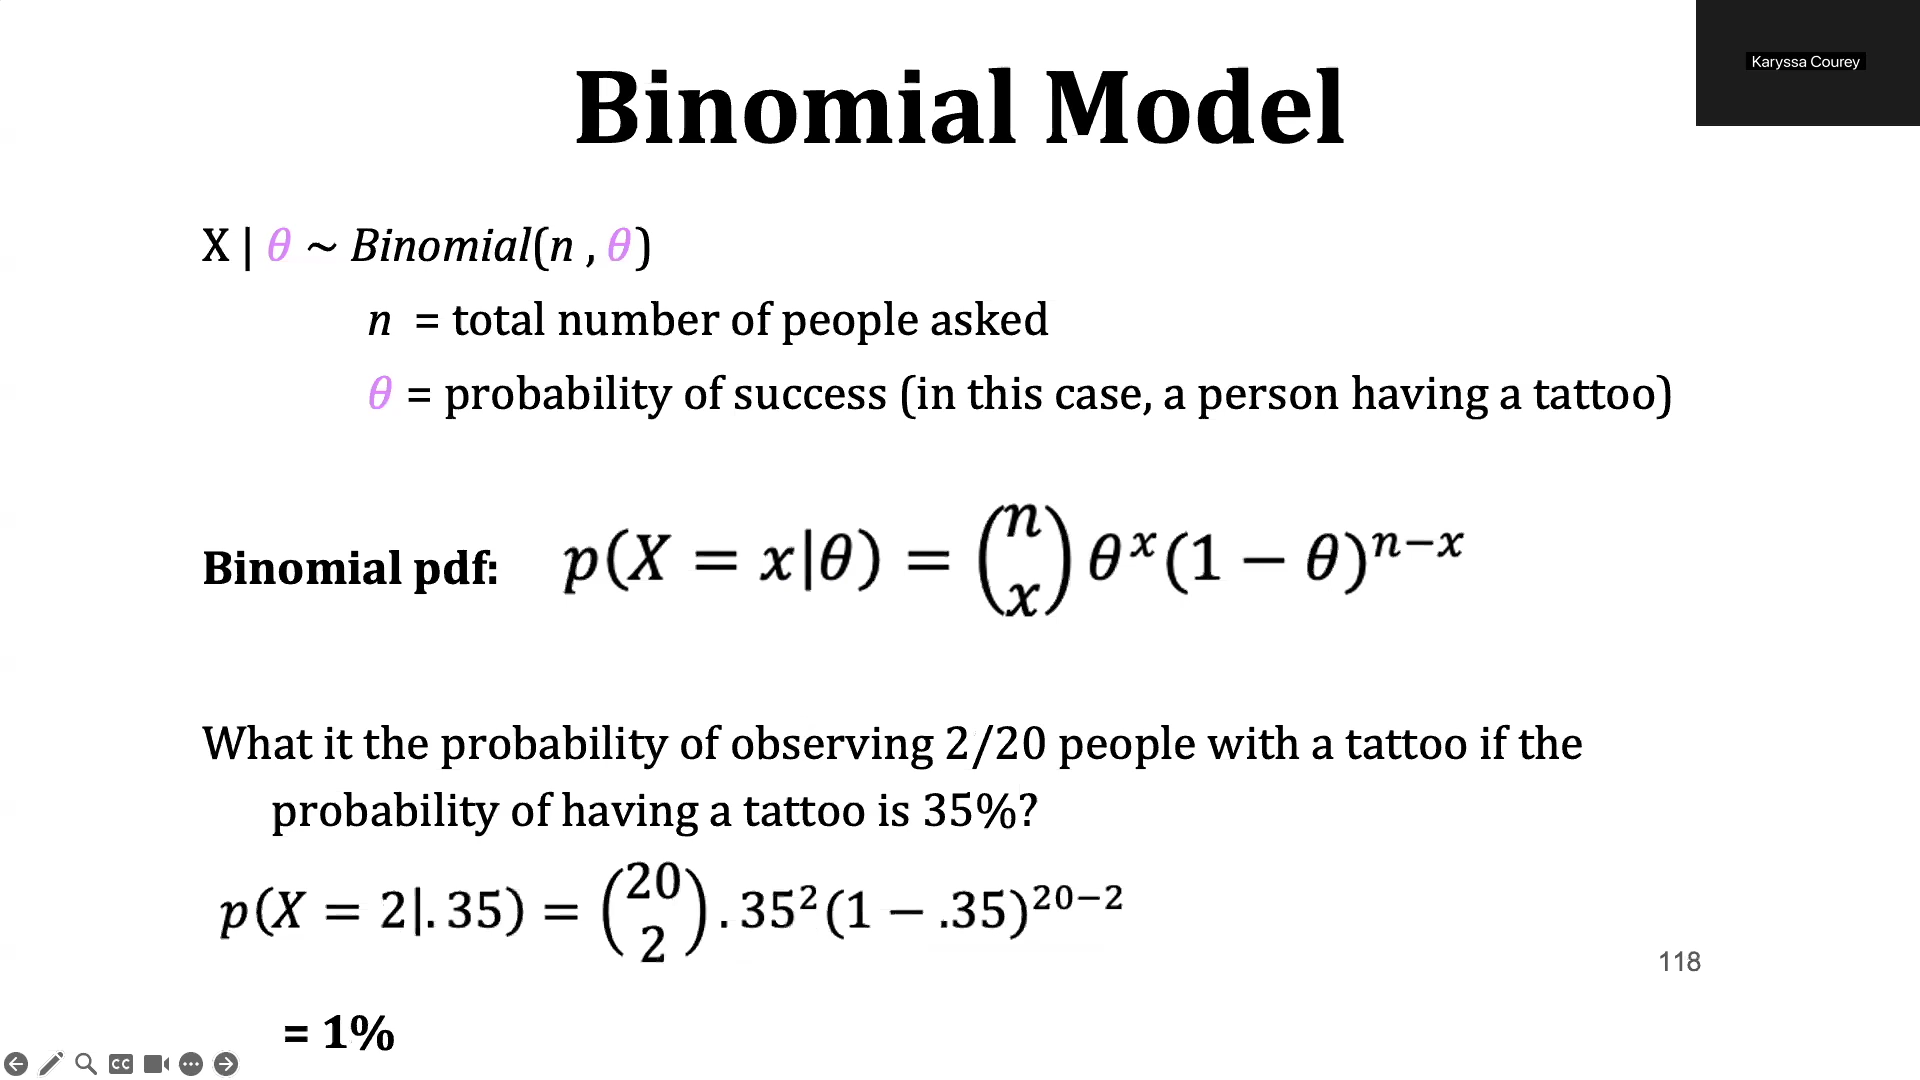 Karyssa Courey
Binomial Model
X | θ ~ Binomial(n , θ)
n = total number of people asked
θ = probability of success (in this case, a person having a tattoo)
Binomial pdf: p(X = x|θ) = (n x) θ^x (1 − θ)^{n−x}
What it the probability of observing 2/20 people with a tattoo if the
probability of having a tattoo is 35%?
p(X = 2|. 35) = (20 2) . 35² (1 − .35)^{20−2}
118
= 1%
CC